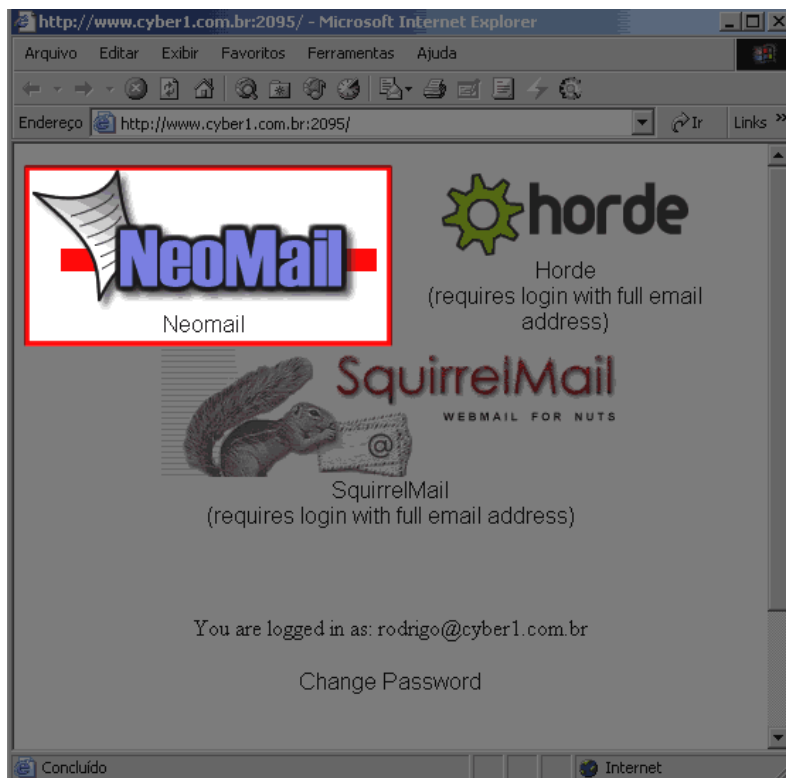 http://www.cyber1.com.br:2095/ - Microsoft Internet Explorer
Arquivo Editar Exibir Favoritos Ferramentas Ajuda
Endereço http://www.cyber1.com.br:2095/ Ir Links »
NeoMail
Neomail
horde
Horde
(requires login with full email
address)
SquirrelMail
WEBMAIL FOR NUTS
@
SquirrelMail
(requires login with full email address)
You are logged in as: rodrigo@cyber1.com.br
Change Password
Concluído Internet